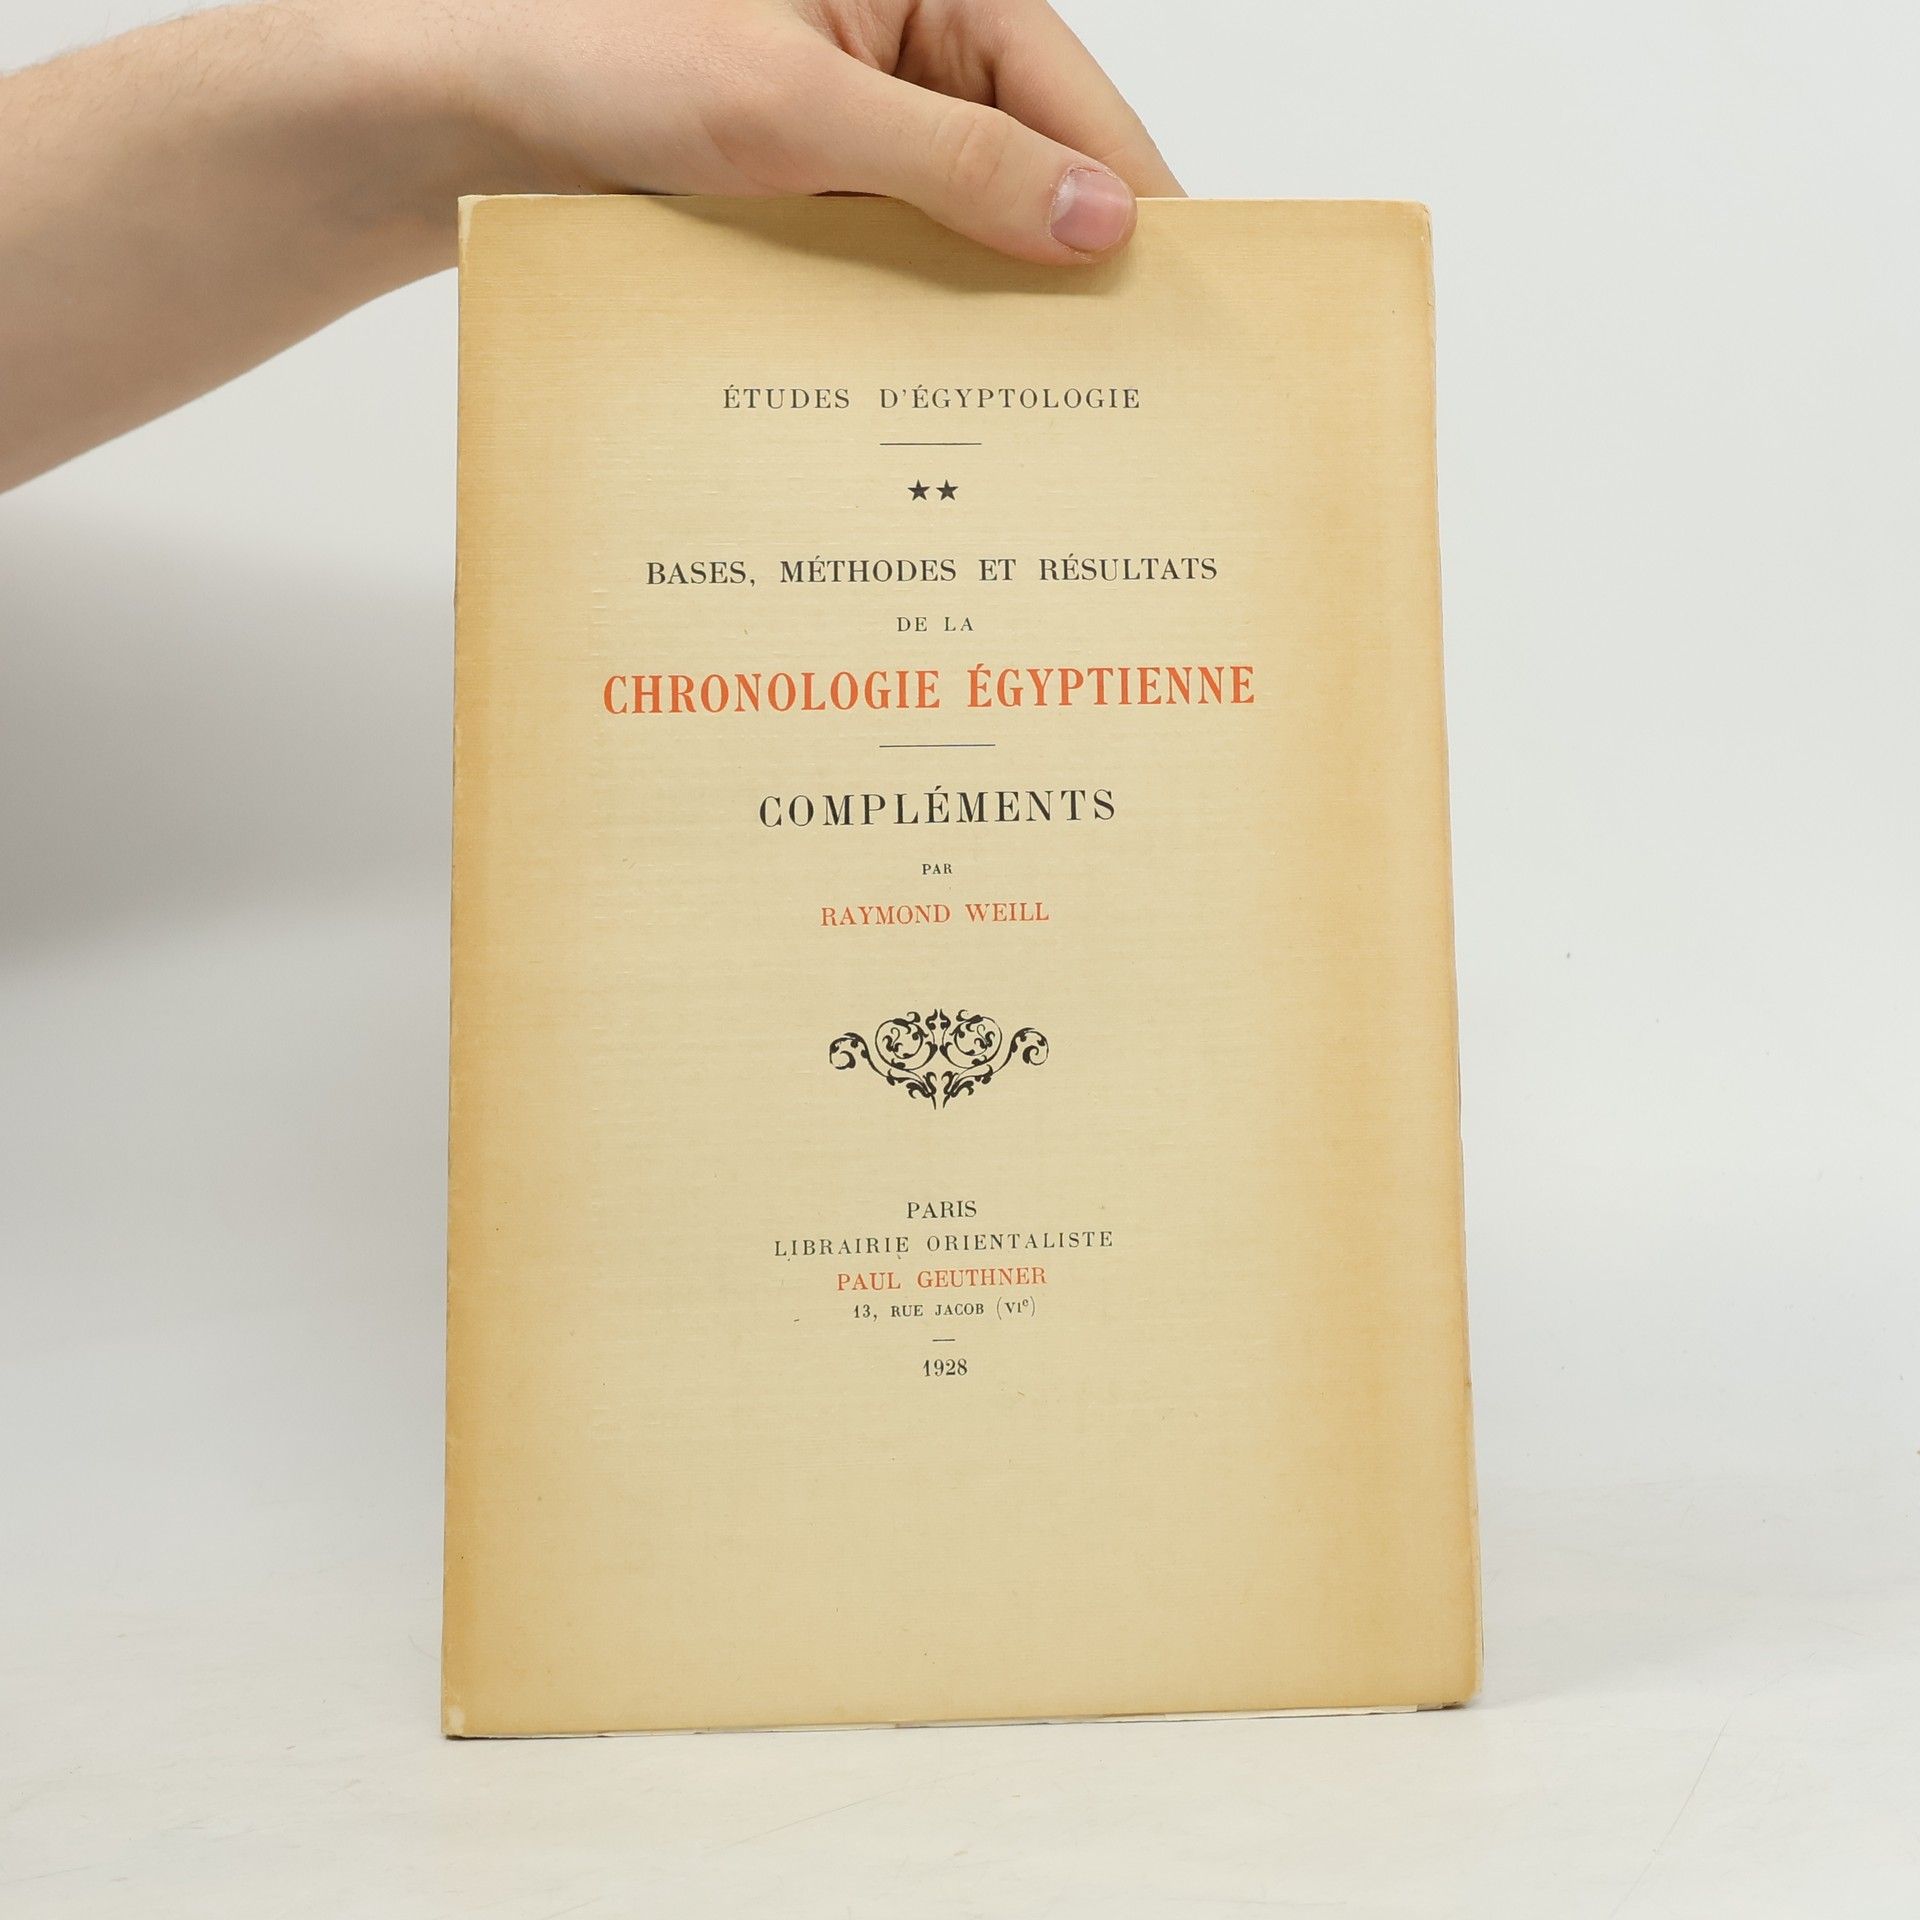 ÉTUDES D'ÉGYPTOLOGIE
★★
BASES, MÉTHODES ET RÉSULTATS
DE LA
CHRONOLOGIE ÉGYPTIENNE
COMPLÉMENTS
PAR
RAYMOND WEILL
PARIS
LIBRAIRIE ORIENTALISTE
PAUL GEUTHNER
13, RUE JACOB (VIe)
1928